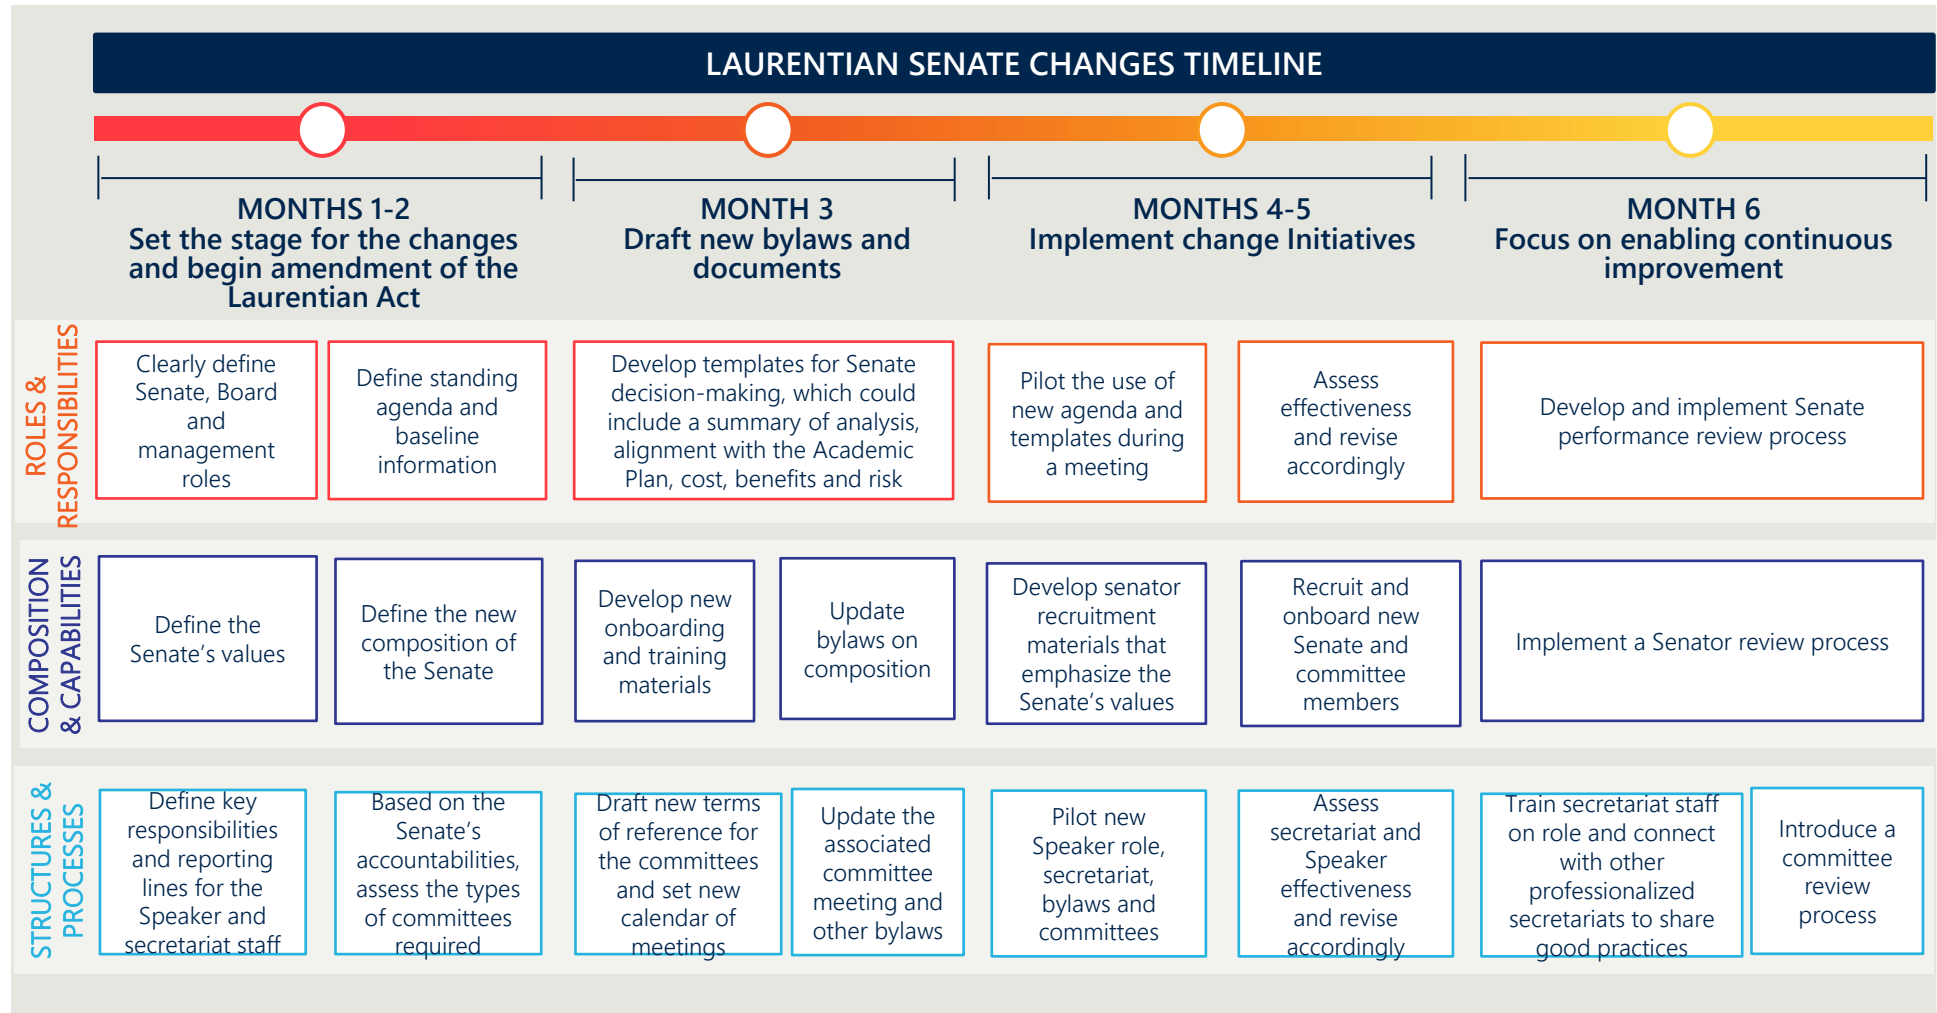 LAURENTIAN SENATE CHANGES TIMELINE
MONTHS 1-2
Set the stage for the changes
and begin amendment of the
Laurentian Act
MONTH 3
Draft new bylaws and
documents
MONTHS 4-5
Implement change Initiatives
MONTH 6
Focus on enabling continuous
improvement
ROLES &
RESPONSIBILITIES
Clearly define
Senate, Board
and
management
roles
Define standing
agenda and
baseline
information
Develop templates for Senate
decision-making, which could
include a summary of analysis,
alignment with the Academic
Plan, cost, benefits and risk
Pilot the use of
new agenda and
templates during
a meeting
Assess
effectiveness
and revise
accordingly
Develop and implement Senate
performance review process
COMPOSITION
& CAPABILITIES
Define the
Senate’s values
Define the new
composition of
the Senate
Develop new
onboarding
and training
materials
Update
bylaws on
composition
Develop senator
recruitment
materials that
emphasize the
Senate’s values
Recruit and
onboard new
Senate and
committee
members
Implement a Senator review process
STRUCTURES &
PROCESSES
Define key
responsibilities
and reporting
lines for the
Speaker and
secretariat staff
Based on the
Senate’s
accountabilities,
assess the types
of committees
required
Draft new terms
of reference for
the committees
and set new
calendar of
meetings
Update the
associated
committee
meeting and
other bylaws
Pilot new
Speaker role,
secretariat,
bylaws and
committees
Assess
secretariat and
Speaker
effectiveness
and revise
accordingly
Train secretariat staff
on role and connect
with other
professionalized
secretariats to share
good practices
Introduce a
committee
review
process